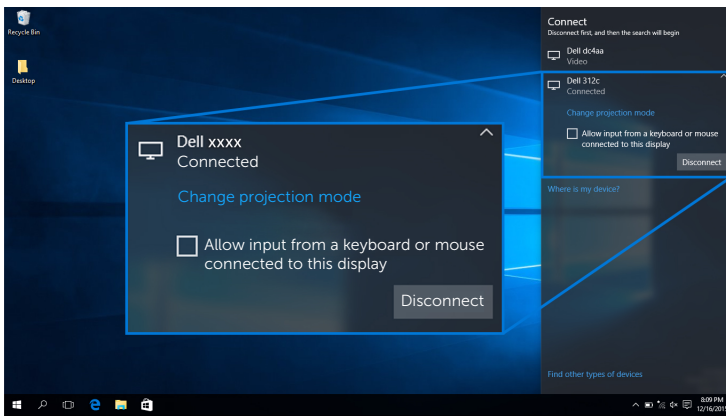 Recycle Bin
Desktop
Connect
Disconnect first, and then the search will begin
Dell dc4aa
Video
Dell 312c
Connected
Change projection mode
Allow input from a keyboard or mouse
connected to this display
Disconnect
Where is my device?
Find other types of devices
Dell xxxx
Connected
Change projection mode
Allow input from a keyboard or mouse
connected to this display
Disconnect
8:09 PM